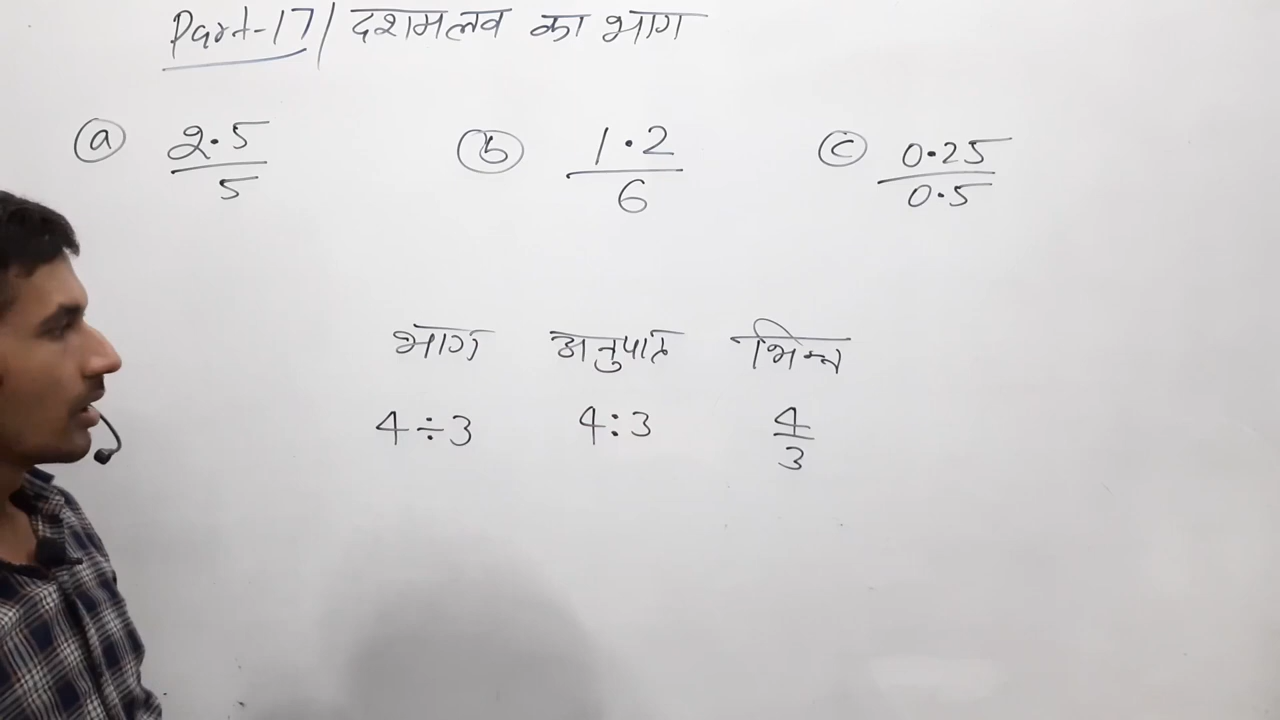 Part-17/ दशमलव का भाग
ⓐ 2.5/5 ⓑ 1.2/6 ⓒ 0.25/0.5
भाग अनुपात भिन्न
4÷3 4:3 4/3